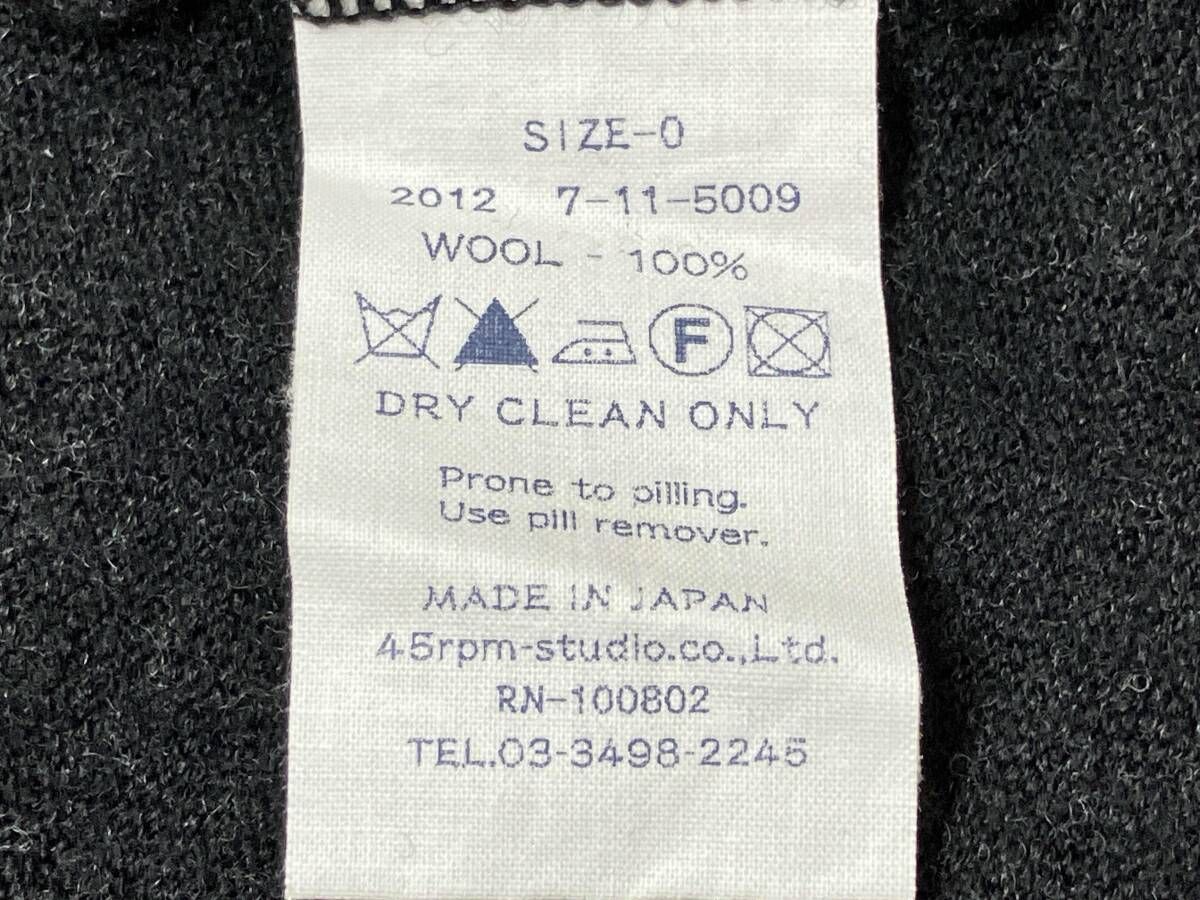 SIZE-0
2012 7-11-5009
WOOL - 100%
F
DRY CLEAN ONLY
Prone to pilling.
Use pill remover.
MADE IN JAPAN
45rpm-studio.co.,Ltd.
RN-100802
TEL.03-3498-2245